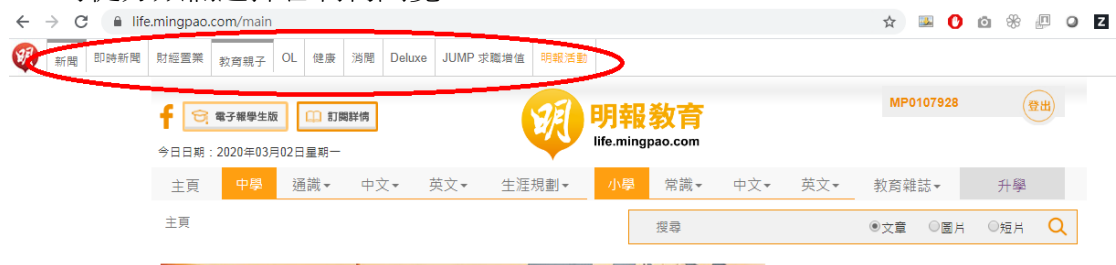 life.mingpao.com/main
新聞 即時新聞 財經置業 教育親子 OL 健康 消閒 Deluxe JUMP 求職增值 明報活動
電子報學生版 訂閱詳情 明 明報教育 MP0107928 登出
life.mingpao.com
今日日期：2020年03月02日星期一
主頁 中學 通識 中文 英文 生涯規劃 小學 常識 中文 英文 教育雜誌 升學
主頁 搜尋 文章 圖片 短片